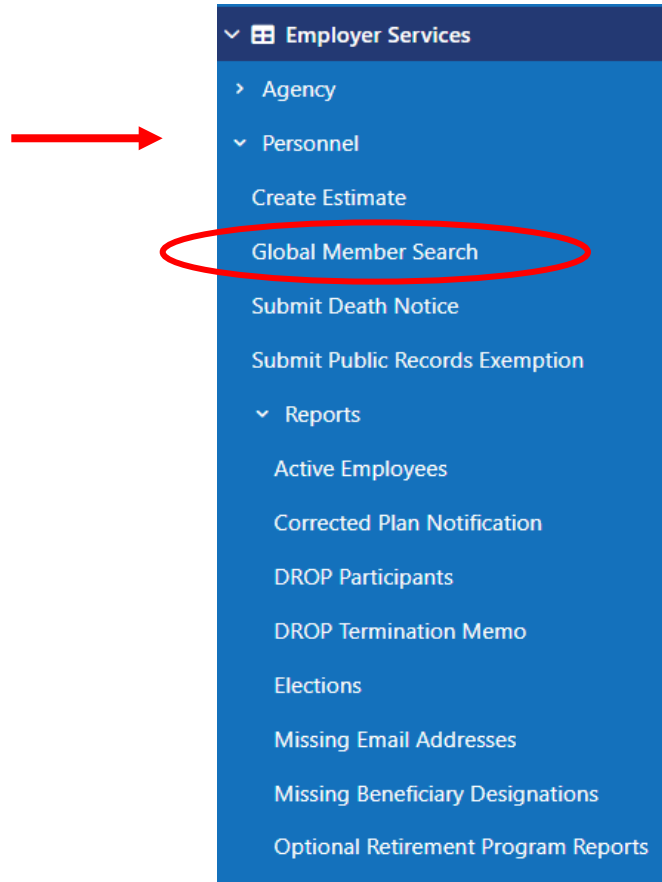 Employer Services
Agency
Personnel
Create Estimate
Global Member Search
Submit Death Notice
Submit Public Records Exemption
Reports
Active Employees
Corrected Plan Notification
DROP Participants
DROP Termination Memo
Elections
Missing Email Addresses
Missing Beneficiary Designations
Optional Retirement Program Reports